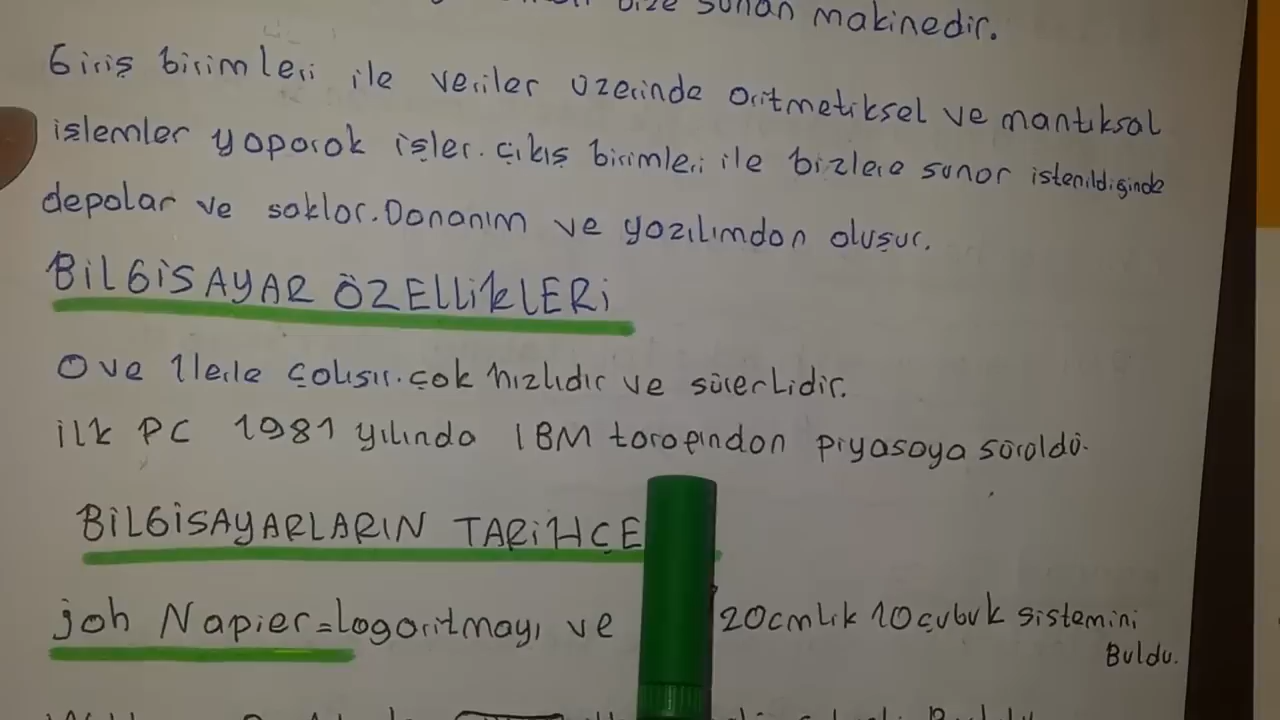 bize sunan makinedir.
Giriş birimleri ile veriler üzerinde aritmetiksel ve mantıksal
işlemler yaparak işler. çıkış birimleri ile bizlere sunar istenildiğinde
depolar ve saklar. Donanım ve yazılımdan oluşur.
BİLGİSAYAR ÖZELLİKLERİ
0 ve 1lerle çalışır. çok hızlıdır ve sürerlidir.
ilk PC 1981 yılında IBM tarafından piyasaya sürüldü.
BİLGİSAYARLARIN TARİHÇE
joh Napier=logaritmayı ve 20cmlik 10çubuk sistemini
Buldu.